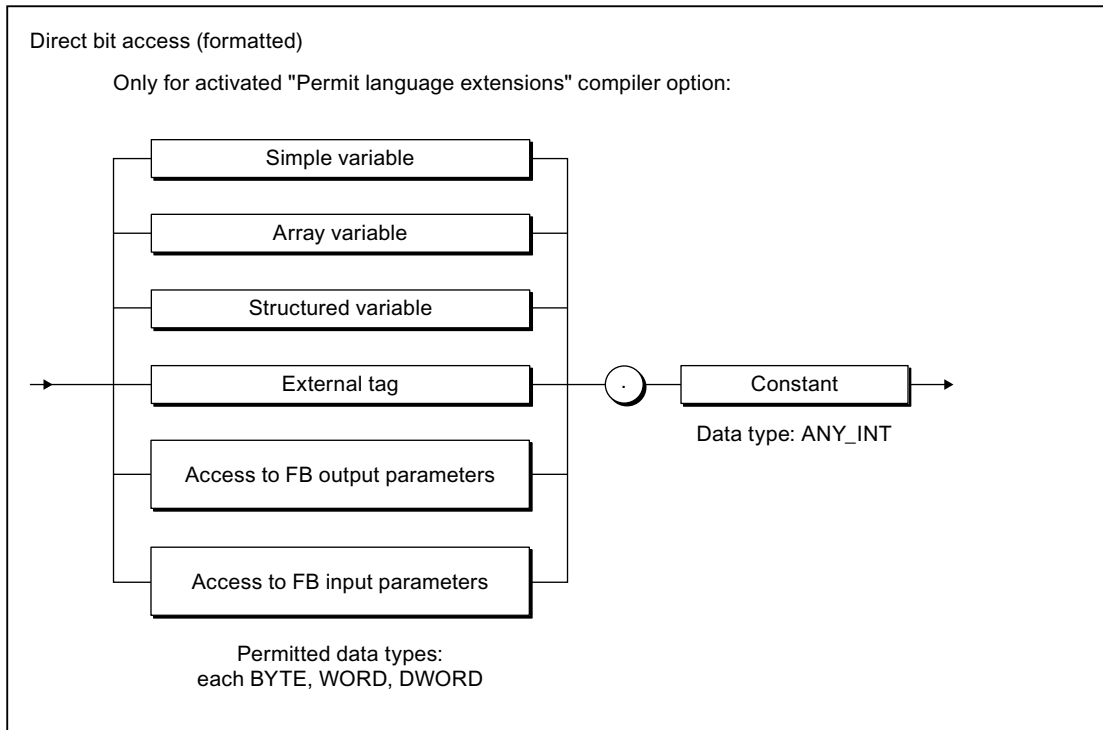 Direct bit access (formatted)
Only for activated "Permit language extensions" compiler option:
Simple variable
Array variable
Structured variable
External tag
.
Constant
Data type: ANY_INT
Access to FB output parameters
Access to FB input parameters
Permitted data types:
each BYTE, WORD, DWORD